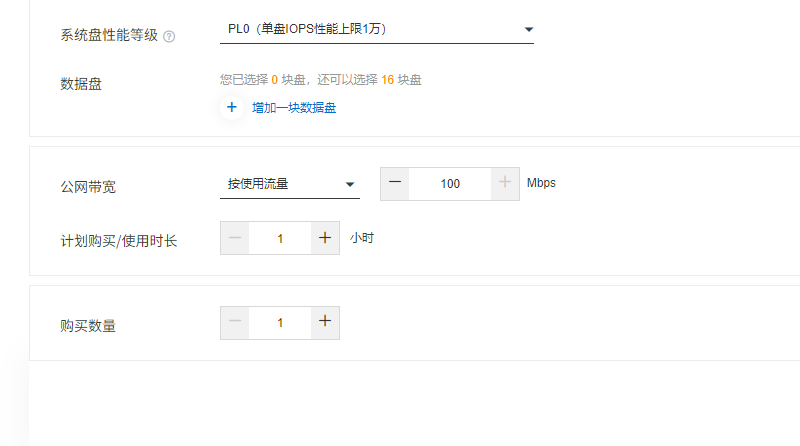 系统盘性能等级
PL0（单盘IOPS性能上限1万）
数据盘
您已选择 0 块盘，还可以选择 16 块盘
+ 增加一块数据盘
公网带宽
按使用流量
− 100 + Mbps
计划购买/使用时长
− 1 + 小时
购买数量
− 1 +